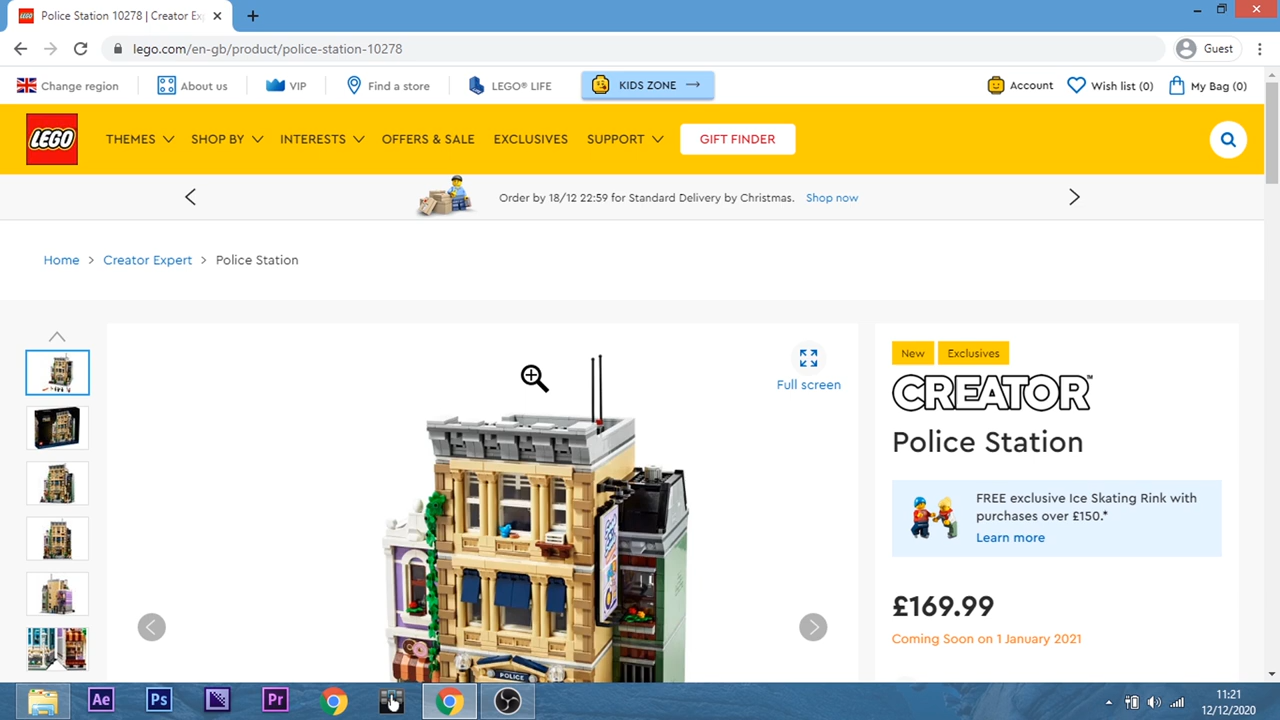 Police Station 10278 | Creator Exp
lego.com/en-gb/product/police-station-10278
Guest
Change region
About us
VIP
Find a store
LEGO® LIFE
KIDS ZONE
Account
Wish list (0)
My Bag (0)
LEGO
THEMES
SHOP BY
INTERESTS
OFFERS & SALE
EXCLUSIVES
SUPPORT
GIFT FINDER
Order by 18/12 22:59 for Standard Delivery by Christmas. Shop now
Home > Creator Expert > Police Station
Full screen
New
Exclusives
CREATOR™
Police Station
FREE exclusive Ice Skating Rink with
purchases over £150.*
Learn more
£169.99
Coming Soon on 1 January 2021
POLICE
Ae
Ps
Pr
11:21
12/12/2020